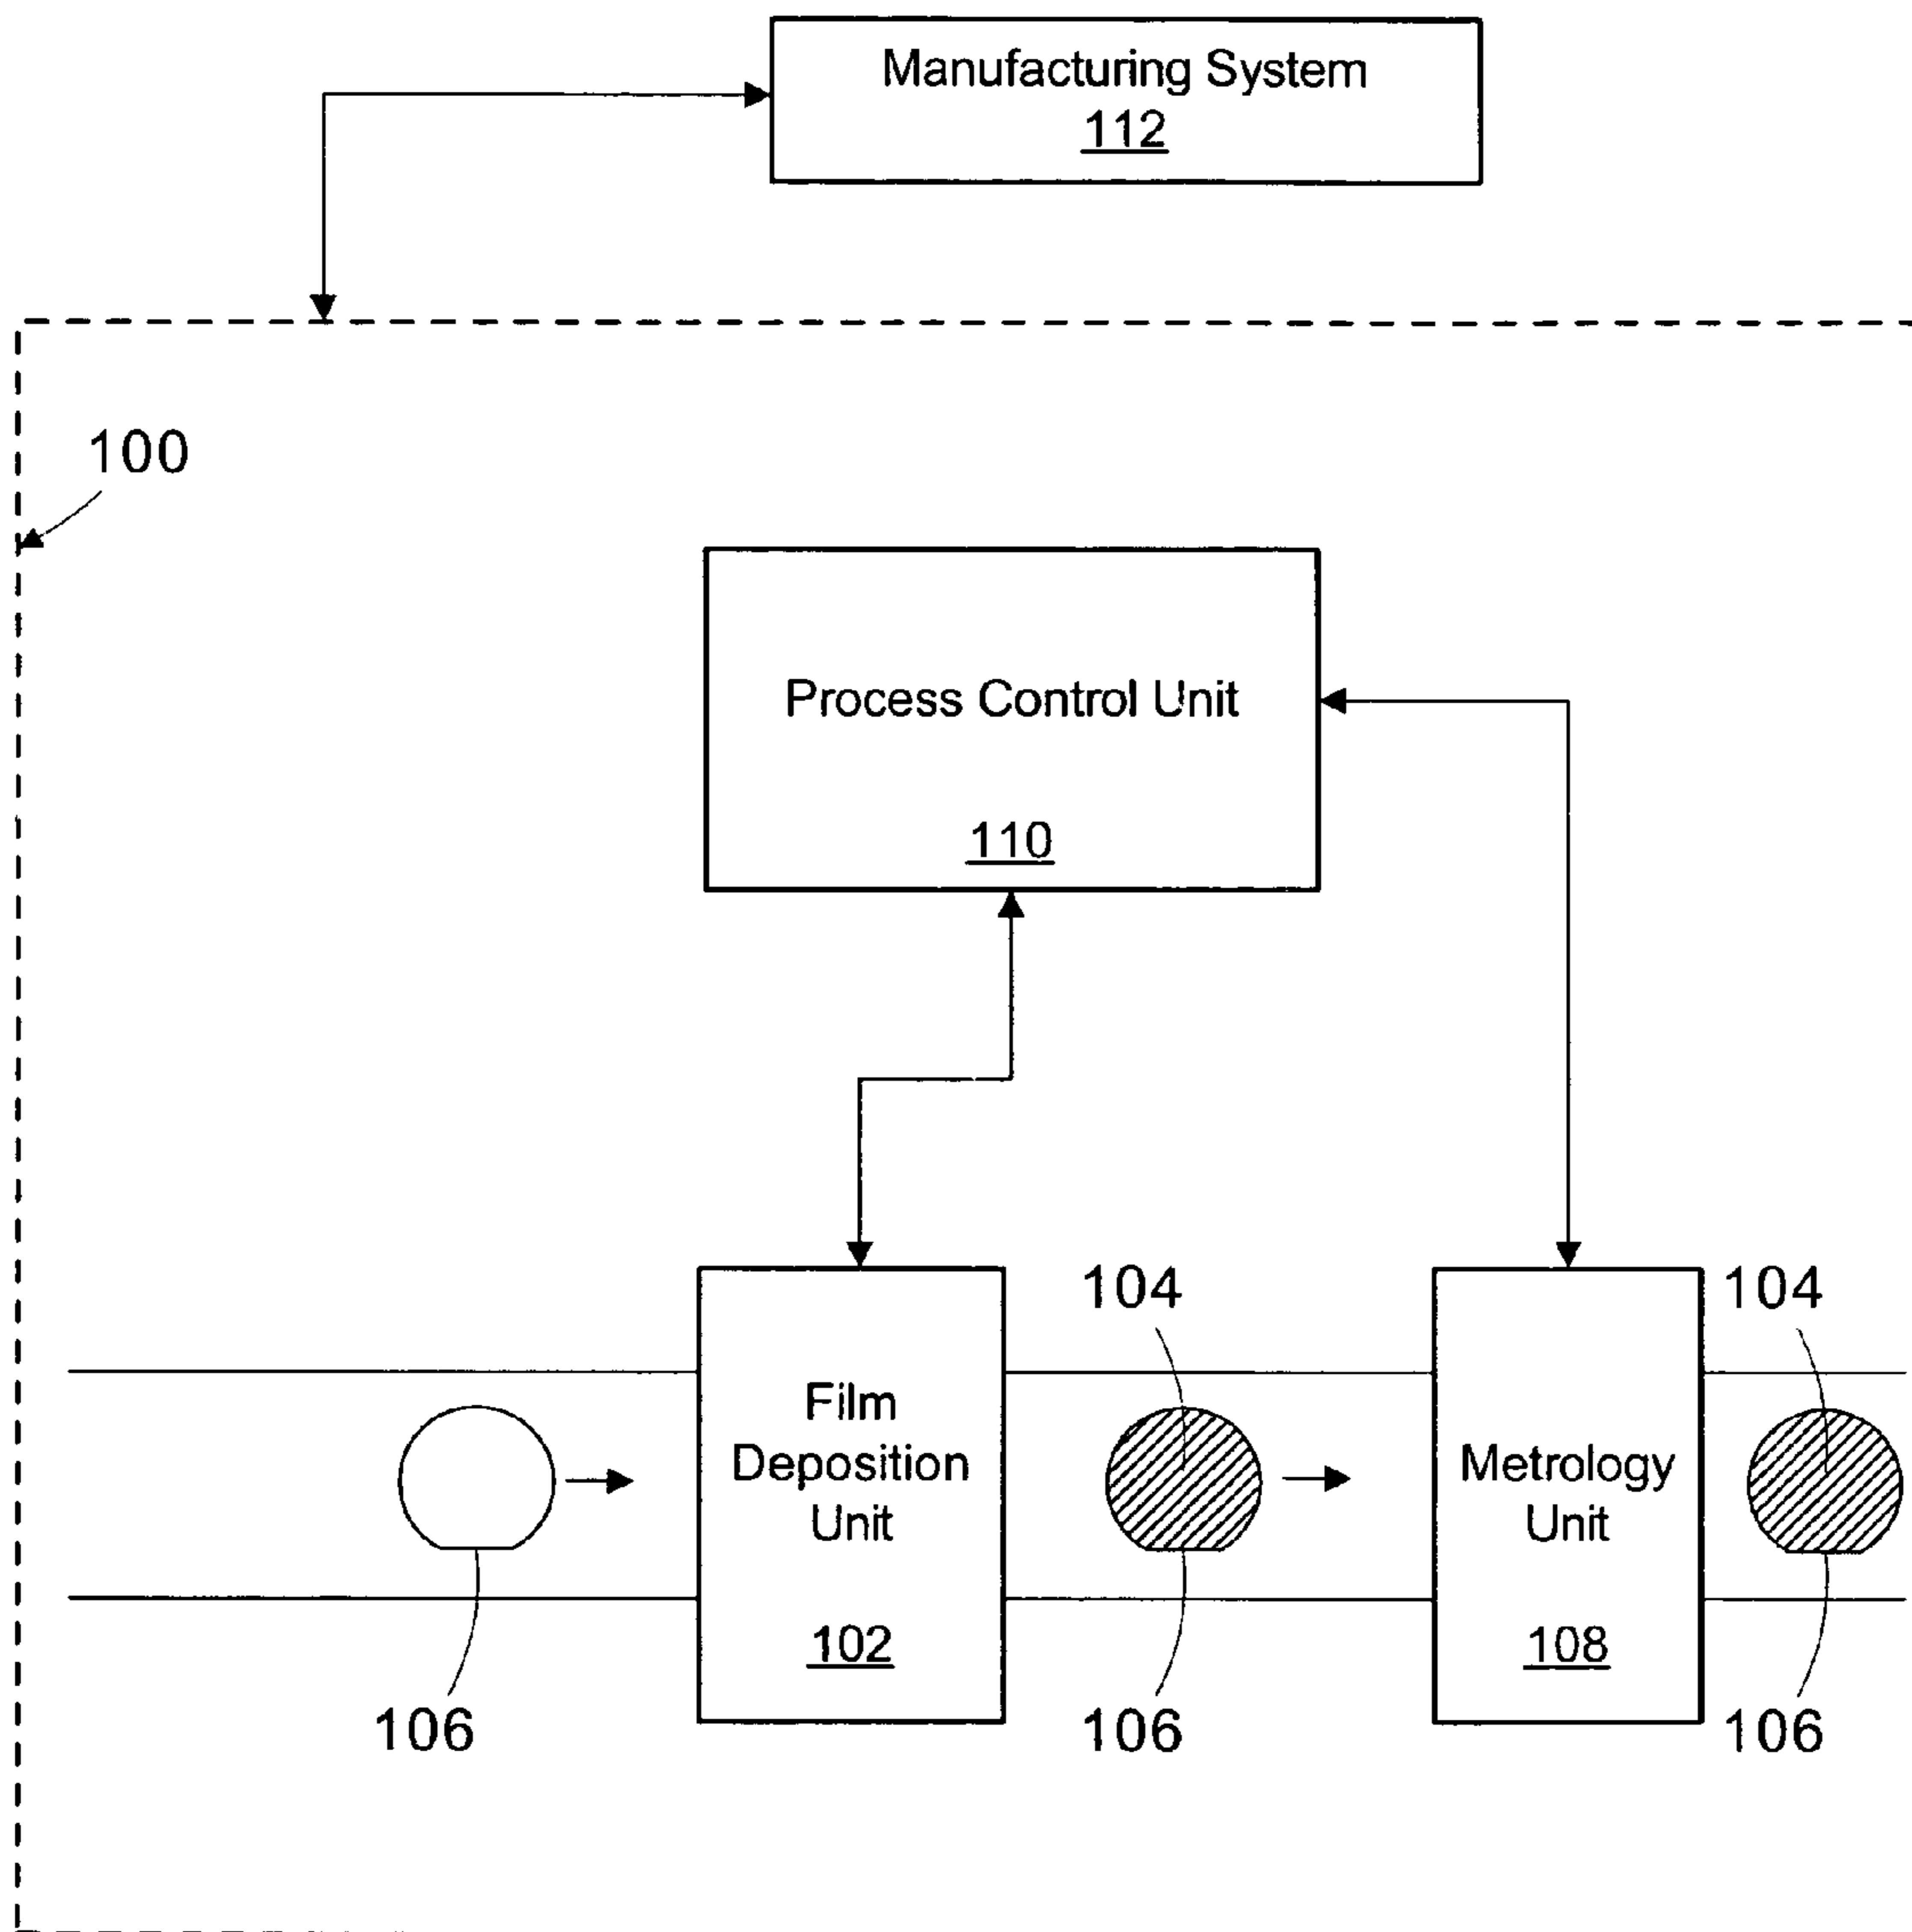 Manufacturing System
112
100
Process Control Unit
110
104
104
Film
Deposition
Unit
102
Metrology
Unit
108
106
106
106